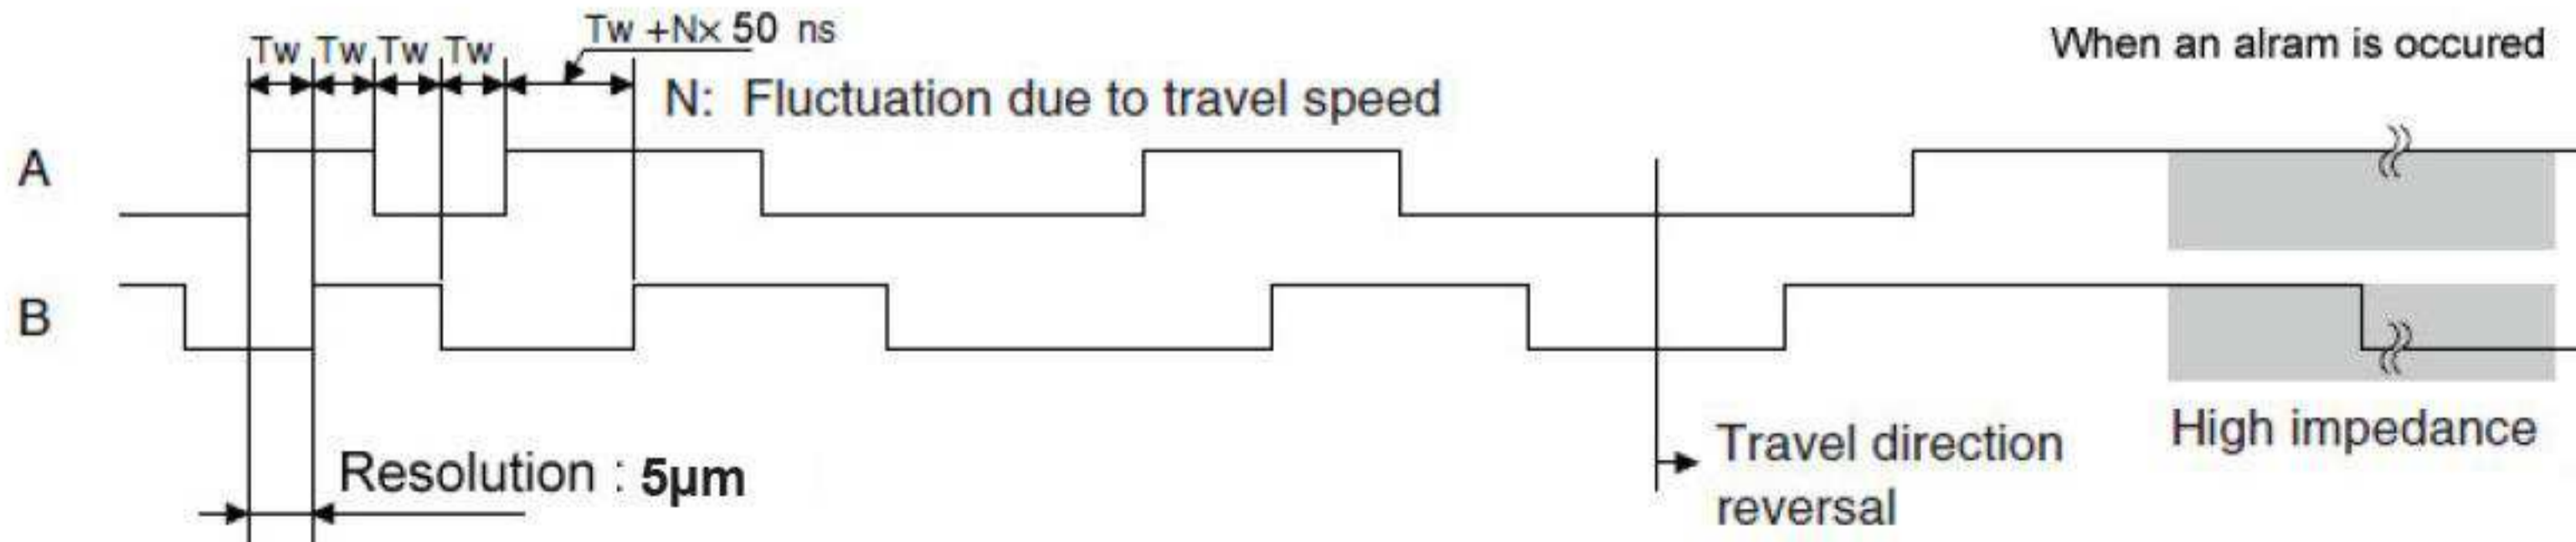 Tw +N× 50 ns
When an alram is occured
Tw Tw Tw Tw
N: Fluctuation due to travel speed
A
B
High impedance
Travel direction
reversal
Resolution : 5μm